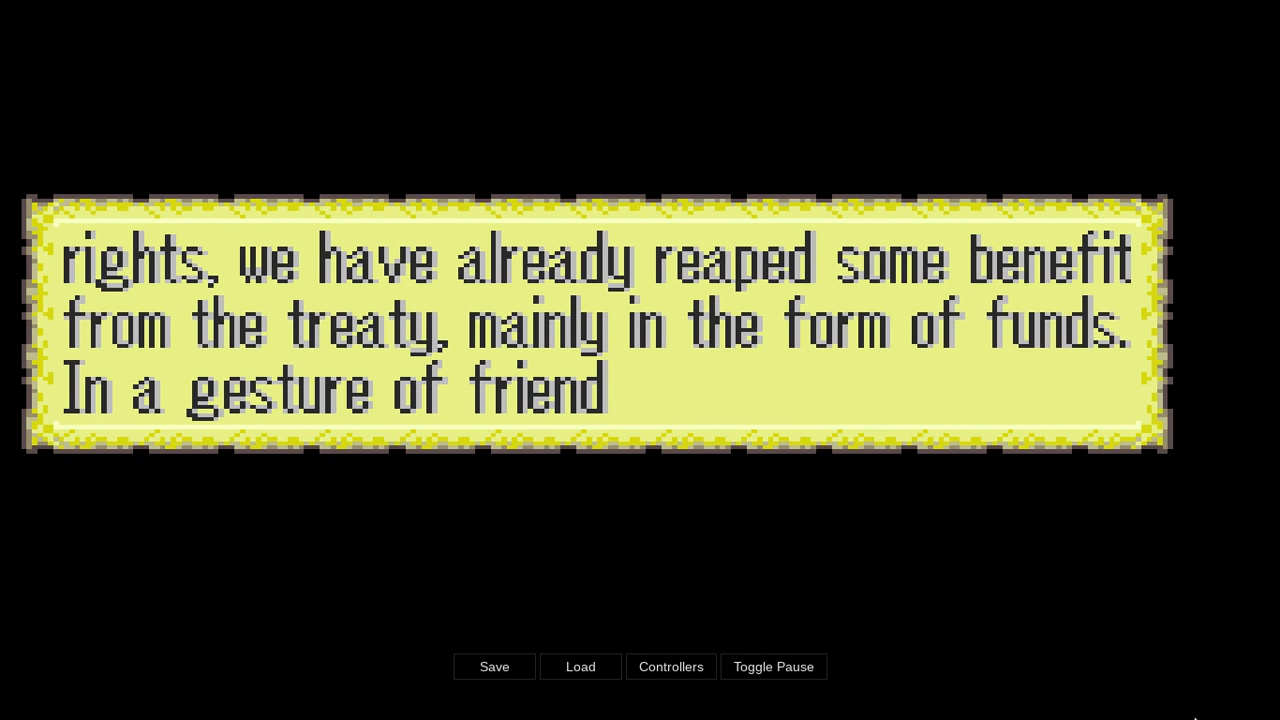 rights, we have already reaped some benefit
from the treaty, mainly in the form of funds.
In a gesture of friend
Save Load Controllers Toggle Pause